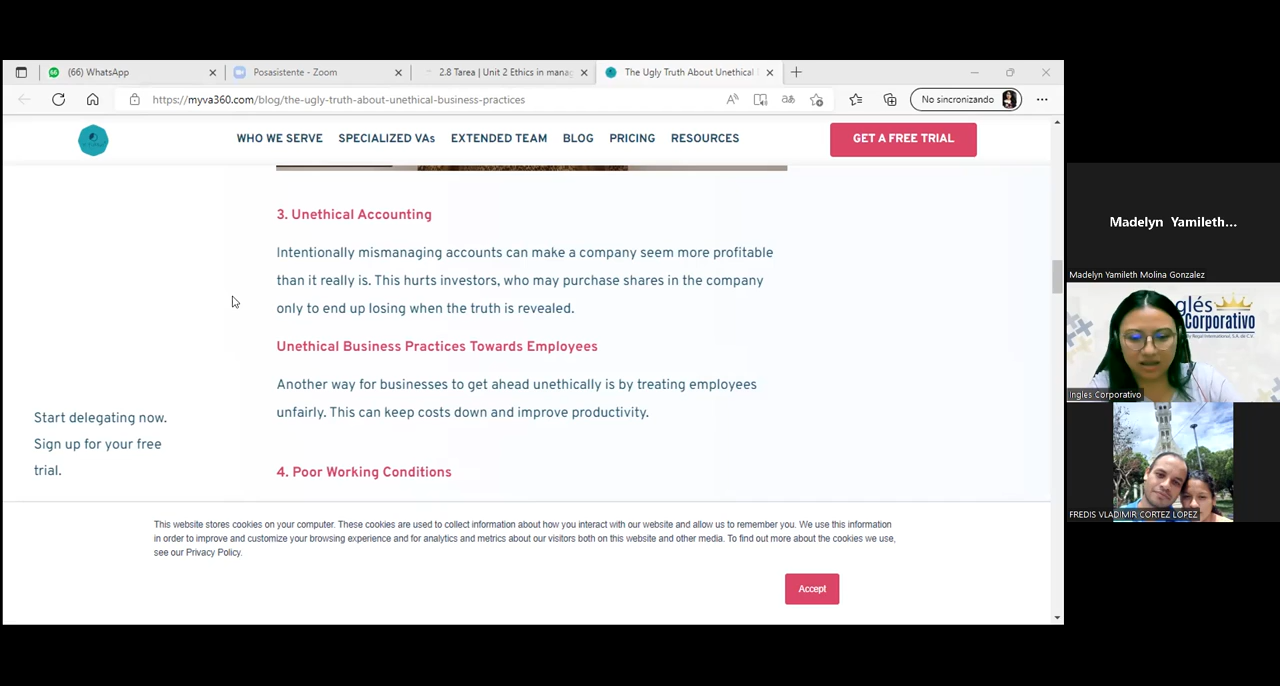 (66) WhatsApp
Posasistente - Zoom
2.8 Tarea | Unit 2 Ethics in mana
The Ugly Truth About Unethical
https://myva360.com/blog/the-ugly-truth-about-unethical-business-practices
No sincronizando
WHO WE SERVE
SPECIALIZED VAs
EXTENDED TEAM
BLOG
PRICING
RESOURCES
GET A FREE TRIAL
3. Unethical Accounting
Intentionally mismanaging accounts can make a company seem more profitable
than it really is. This hurts investors, who may purchase shares in the company
only to end up losing when the truth is revealed.
Unethical Business Practices Towards Employees
Another way for businesses to get ahead unethically is by treating employees
unfairly. This can keep costs down and improve productivity.
4. Poor Working Conditions
Start delegating now.
Sign up for your free
trial.
This website stores cookies on your computer. These cookies are used to collect information about how you interact with our website and allow us to remember you. We use this information
in order to improve and customize your browsing experience and for analytics and metrics about our visitors both on this website and other media. To find out more about the cookies we use,
see our Privacy Policy.
Accept
Madelyn Yamileth...
Madelyn Yamileth Molina Gonzalez
glés
Corporativo
Ingles Corporativo
FREDIS VLADIMIR CORTEZ LOPEZ